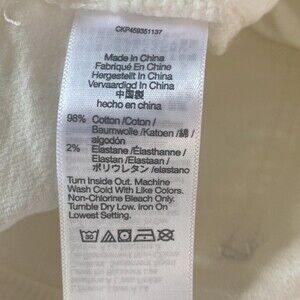 CKP459351137
Made In China
Fabriqué En Chine
Hergestellt In China
Vervaardigd In China
中国製
hecho en china
98% Cotton /Coton /
Baumwolle /Katoen /綿 /
algodón
2% Elastane /Élasthanne /
Elastan /Elastaan /
ポリウレタン /elastano
Turn Inside Out. Machine
Wash Cold With Like Colors.
Non-Chlorine Bleach Only.
Tumble Dry Low. Iron On
Lowest Setting.
30